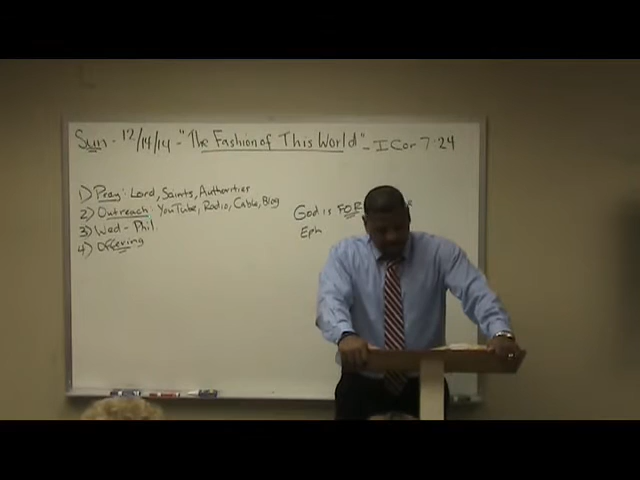 Sun - 12/14/14 - "The Fashion of This World" - I Cor 7:24
1) Pray: Lord, Saints, Authorities
2) Outreach: YouTube, Radio, Cable, Blog
3) Wed - Phil
4) Offering
God is FOR
Eph